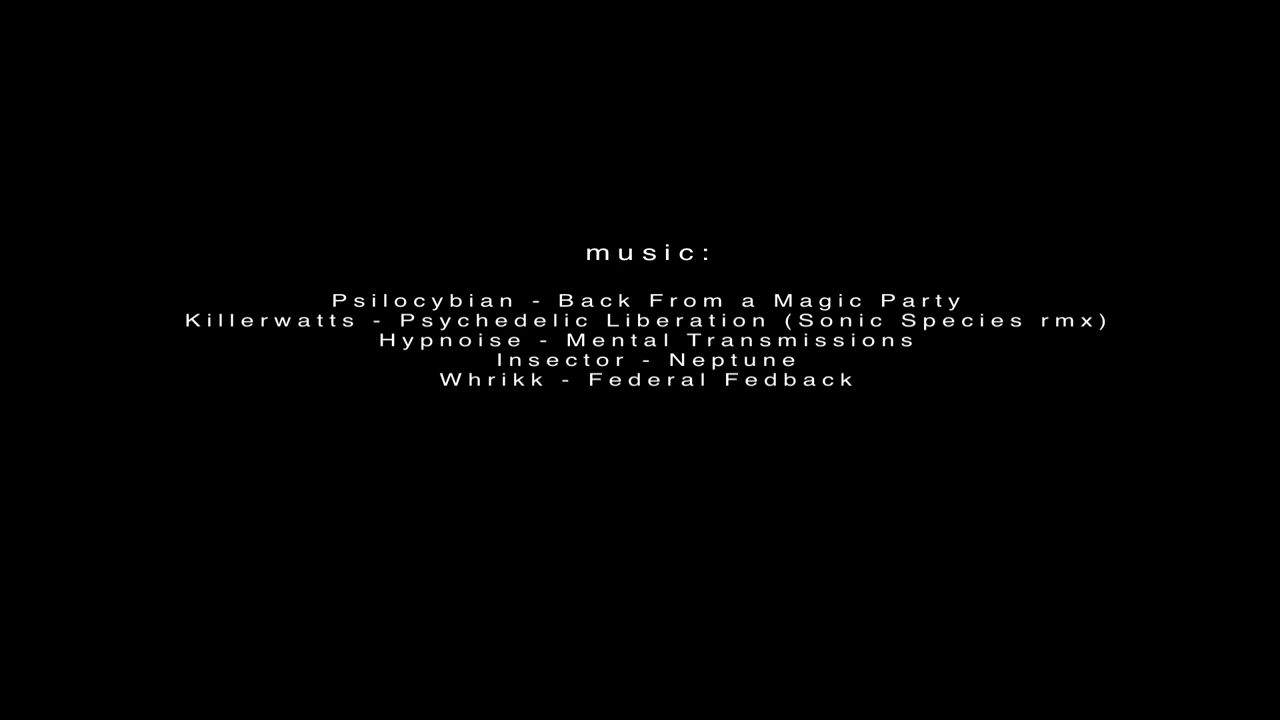 music:
Psilocybian - Back From a Magic Party
Killerwatts - Psychedelic Liberation (Sonic Species rmx)
Hypnoise - Mental Transmissions
Insector - Neptune
Whrikk - Federal Fedback